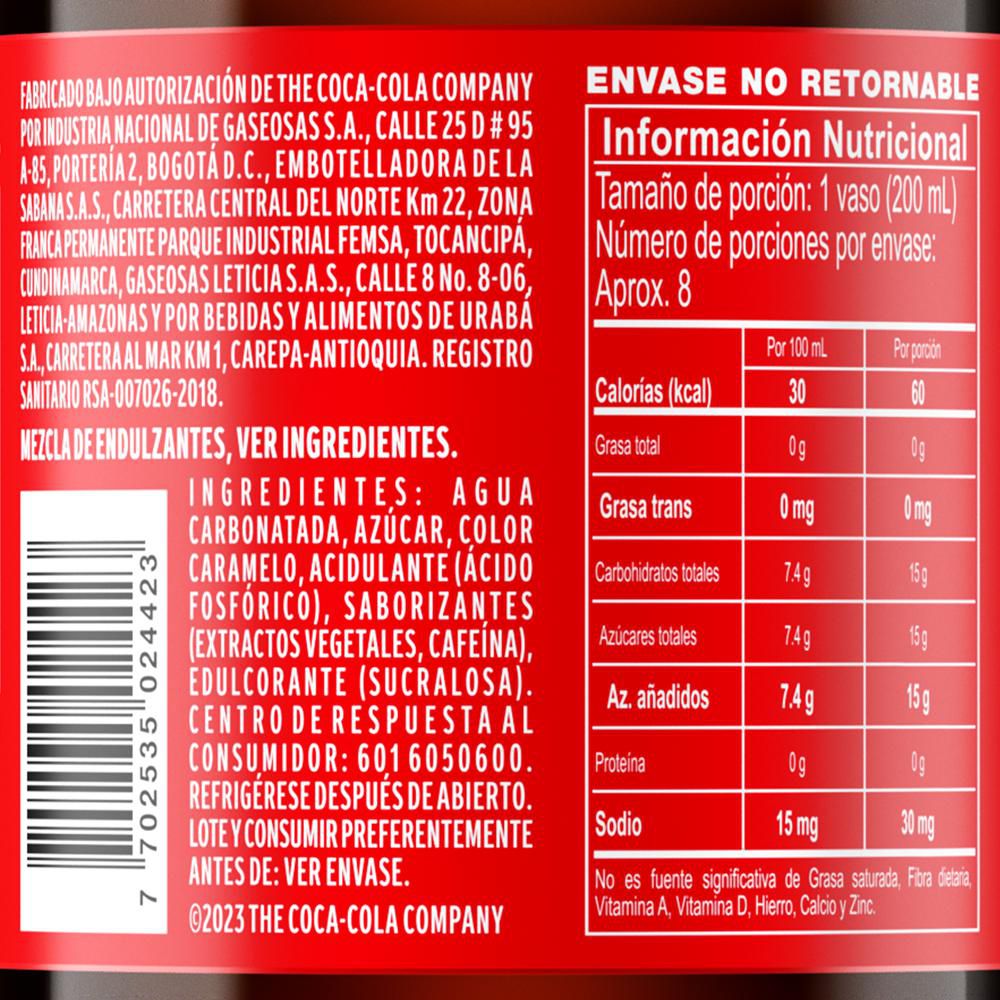 FABRICADO BAJO AUTORIZACIÓN DE THE COCA-COLA COMPANY
POR INDUSTRIA NACIONAL DE GASEOSAS S.A., CALLE 25 D # 95
A-85, PORTERÍA 2, BOGOTÁ D.C., EMBOTELLADORA DE LA
SABANA S.A.S., CARRETERA CENTRAL DEL NORTE Km 22, ZONA
FRANCA PERMANENTE PARQUE INDUSTRIAL FEMSA, TOCANCIPÁ,
CUNDINAMARCA, GASEOSAS LETICIA S.A.S., CALLE 8 No. 8-06,
LETICIA-AMAZONAS Y POR BEBIDAS Y ALIMENTOS DE URABÁ
S.A., CARRETERA AL MAR KM 1, CAREPA-ANTIOQUIA. REGISTRO
SANITARIO RSA-007026-2018.
MEZCLA DE ENDULZANTES, VER INGREDIENTES.
INGREDIENTES: AGUA
CARBONATADA, AZÚCAR, COLOR
CARAMELO, ACIDULANTE (ÁCIDO
FOSFÓRICO), SABORIZANTES
(EXTRACTOS VEGETALES, CAFEÍNA),
EDULCORANTE (SUCRALOSA).
CENTRO DE RESPUESTA AL
CONSUMIDOR: 601 6050600.
REFRIGÉRESE DESPUÉS DE ABIERTO.
LOTE Y CONSUMIR PREFERENTEMENTE
ANTES DE: VER ENVASE.
©2023 THE COCA-COLA COMPANY
7 702535 024423
ENVASE NO RETORNABLE
Información Nutricional
Tamaño de porción: 1 vaso (200 mL)
Número de porciones por envase:
Aprox. 8
Por 100 mL Por porción
Calorías (kcal) 30 60
Grasa total 0 g 0 g
Grasa trans 0 mg 0 mg
Carbohidratos totales 7.4 g 15 g
Azúcares totales 7.4 g 15 g
Az. añadidos 7.4 g 15 g
Proteína 0 g 0 g
Sodio 15 mg 30 mg
No es fuente significativa de Grasa saturada, Fibra dietaria,
Vitamina A, Vitamina D, Hierro, Calcio y Zinc.